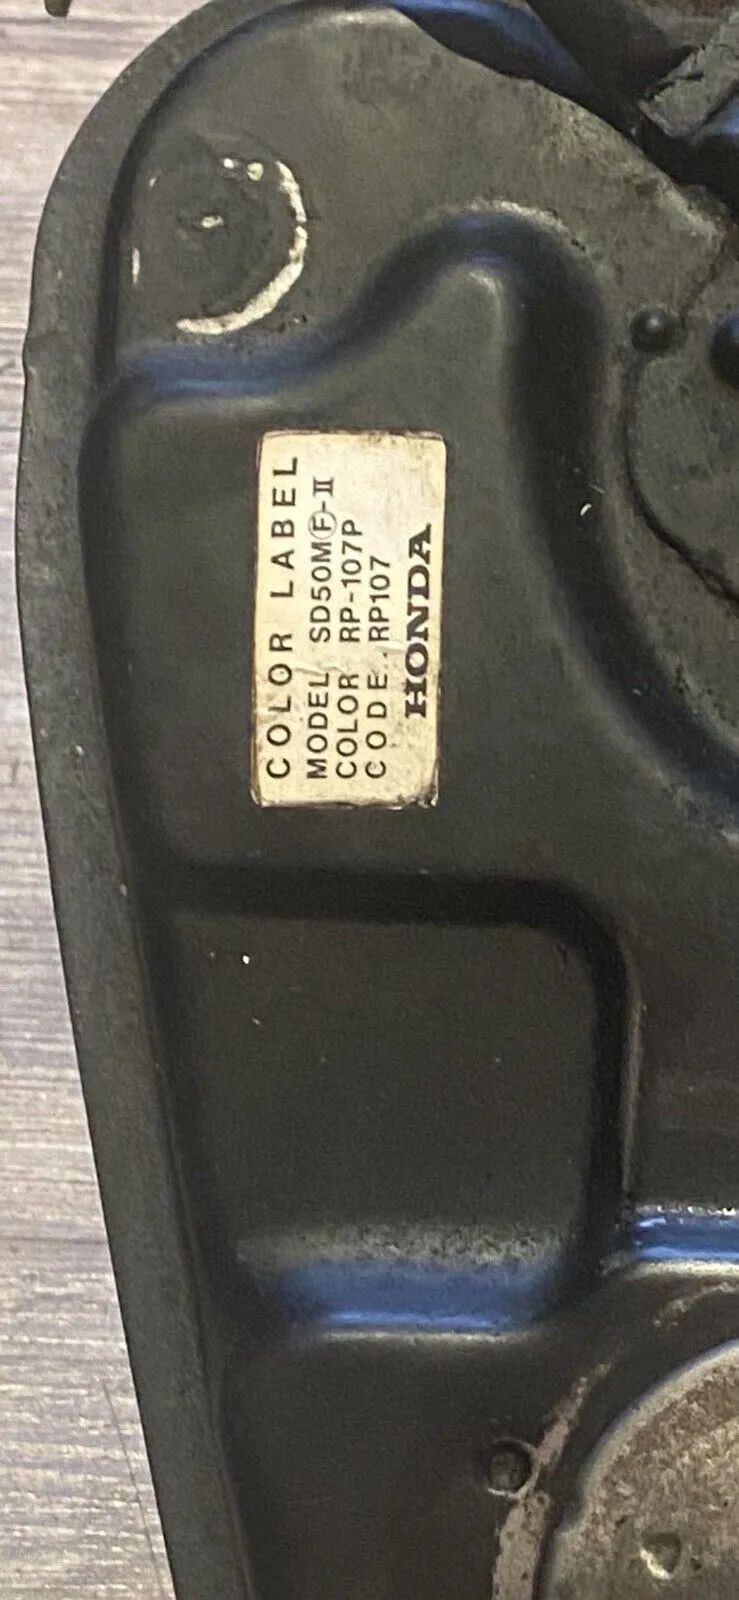 COLOR LABEL
MODEL SD50MⒻ-II
COLOR RP-107P
CODE RP107
HONDA